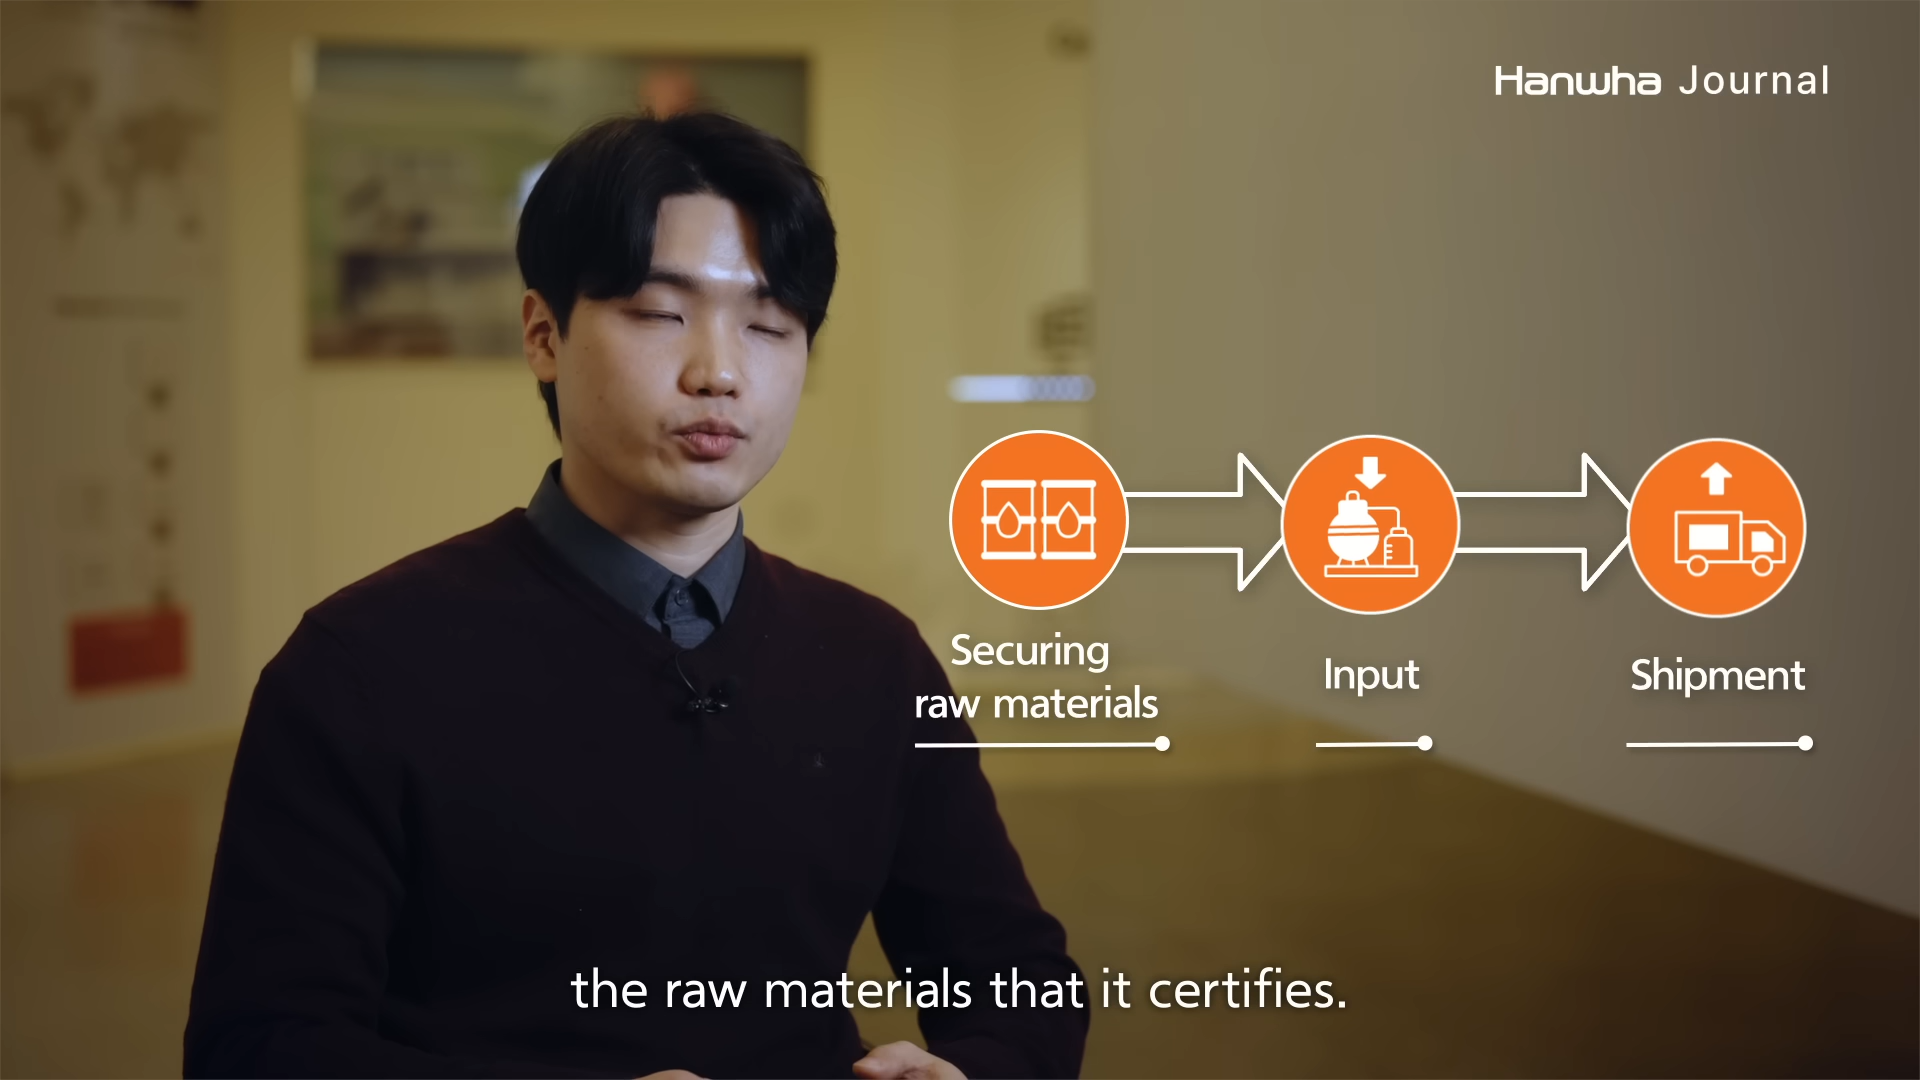 Hanwha Journal
Securing
raw materials
Input
Shipment
the raw materials that it certifies.